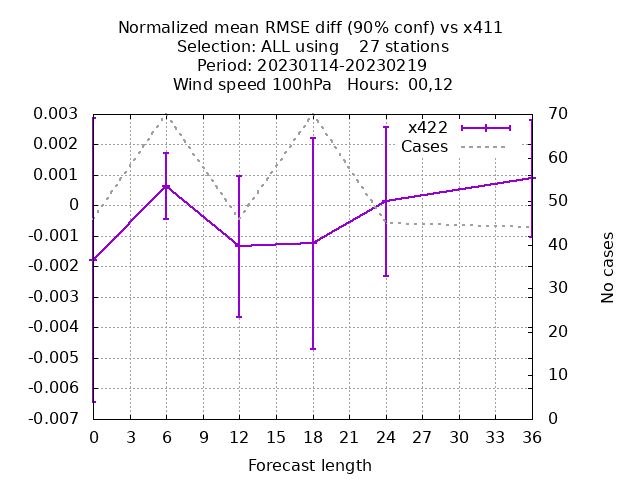 Normalized mean RMSE diff (90% conf) vs x411
Selection: ALL using    27 stations
Period: 20230114-20230219
Wind speed 100hPa   Hours:  00,12
0.003
0.002
0.001
0
-0.001
-0.002
-0.003
-0.004
-0.005
-0.006
-0.007
x422
Cases
70
60
50
40
30
20
10
0
No cases
0 3 6 9 12 15 18 21 24 27 30 33 36
Forecast length